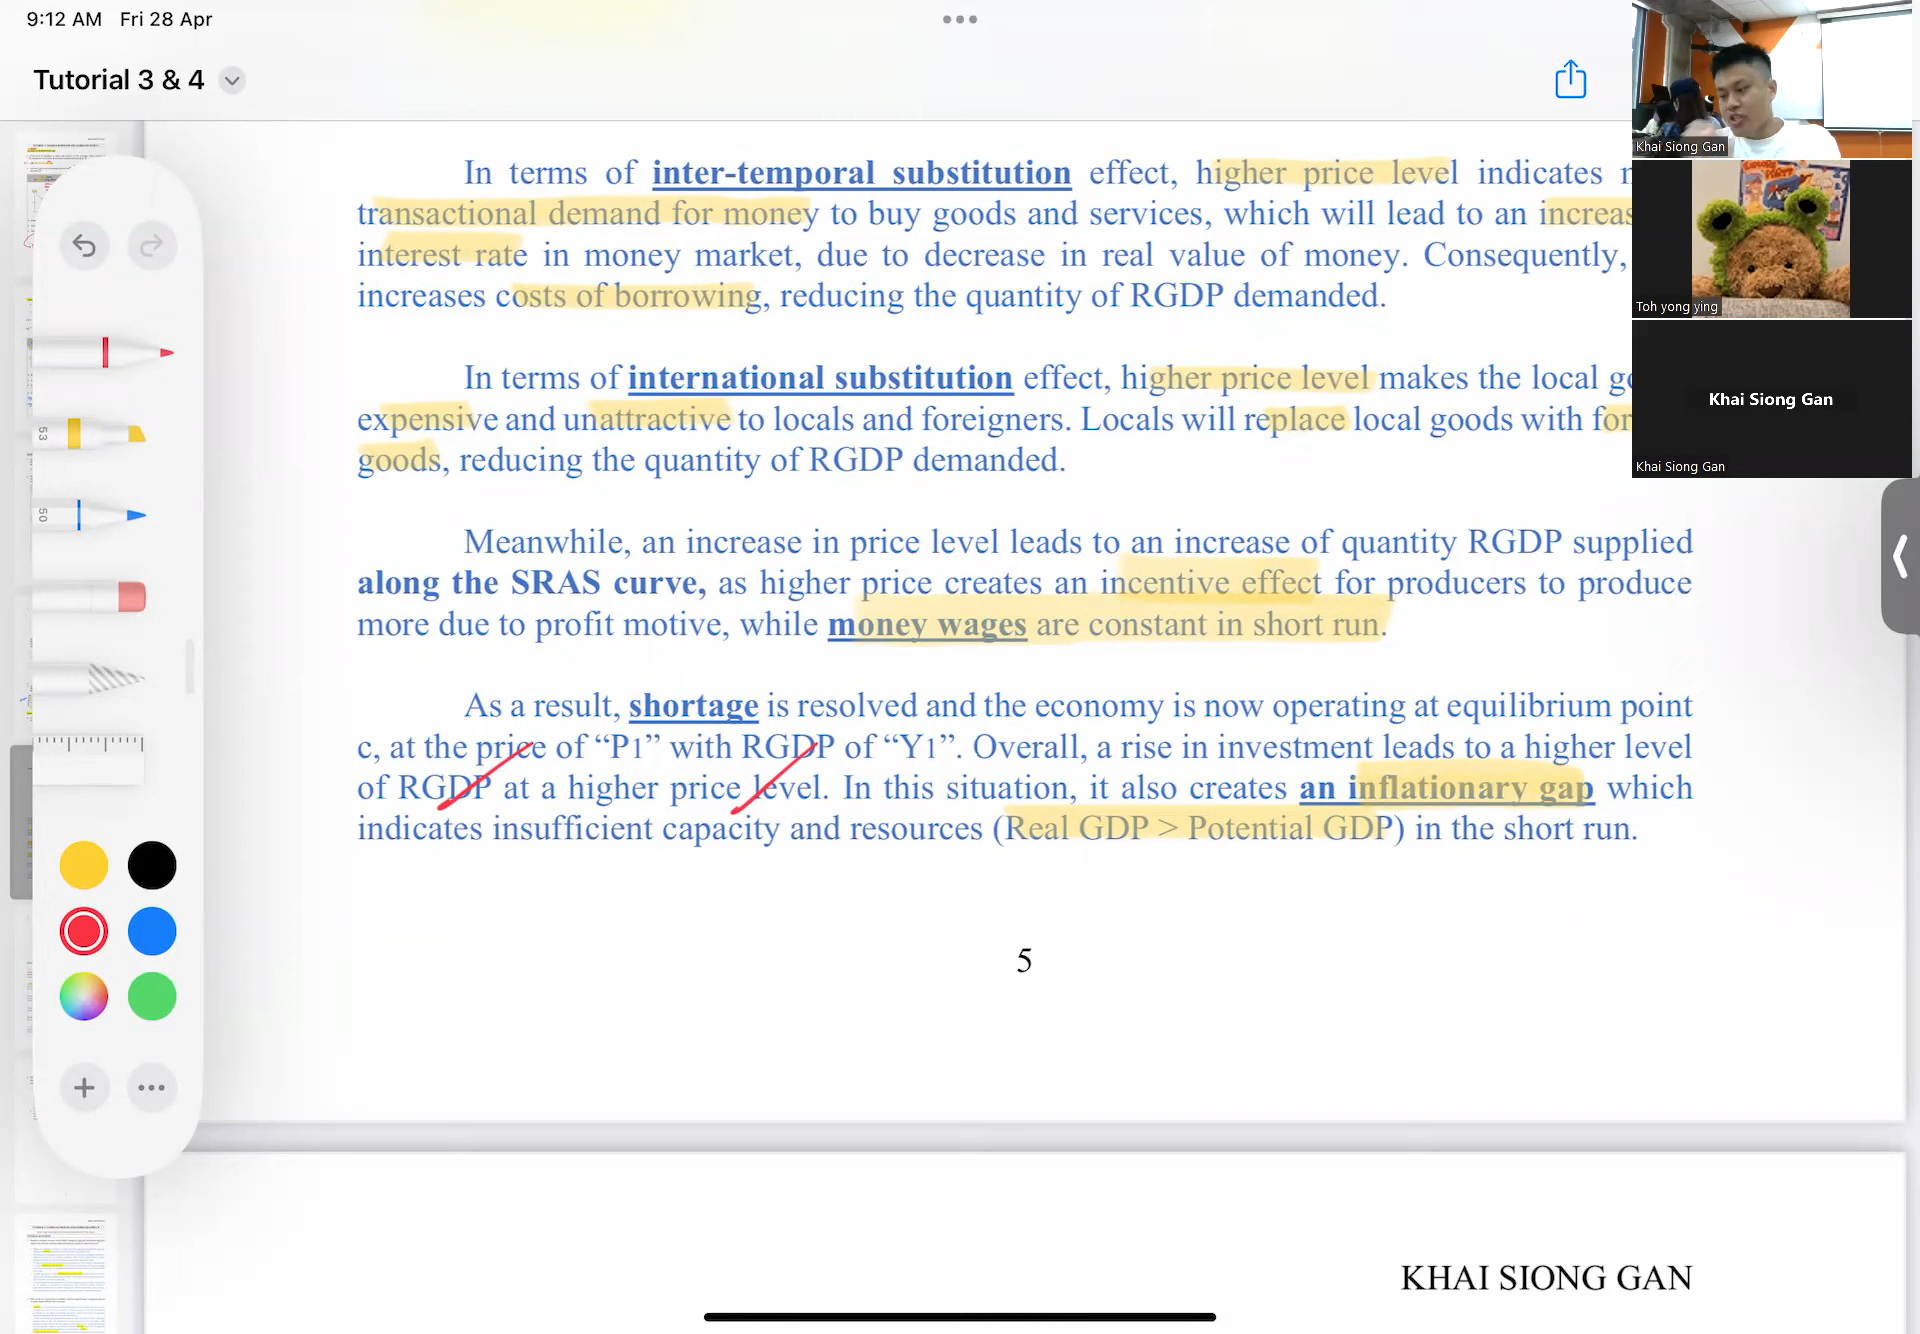 9:12 AM Fri 28 Apr
Tutorial 3 & 4
In terms of inter-temporal substitution effect, higher price level indicates
transactional demand for money to buy goods and services, which will lead to an
interest rate in money market, due to decrease in real value of money. Consequently,
increases costs of borrowing, reducing the quantity of RGDP demanded.
In terms of international substitution effect, higher price level makes the local
expensive and unattractive to locals and foreigners. Locals will replace local goods with
goods, reducing the quantity of RGDP demanded.
Meanwhile, an increase in price level leads to an increase of quantity RGDP supplied
along the SRAS curve, as higher price creates an incentive effect for producers to produce
more due to profit motive, while money wages are constant in short run.
As a result, shortage is resolved and the economy is now operating at equilibrium point
c, at the price of “P1” with RGDP of “Y1”. Overall, a rise in investment leads to a higher level
of RGDP at a higher price level. In this situation, it also creates an inflationary gap which
indicates insufficient capacity and resources (Real GDP > Potential GDP) in the short run.
5
KHAI SIONG GAN
Khai Siong Gan
Toh yong ying
Khai Siong Gan
Khai Siong Gan
53
50